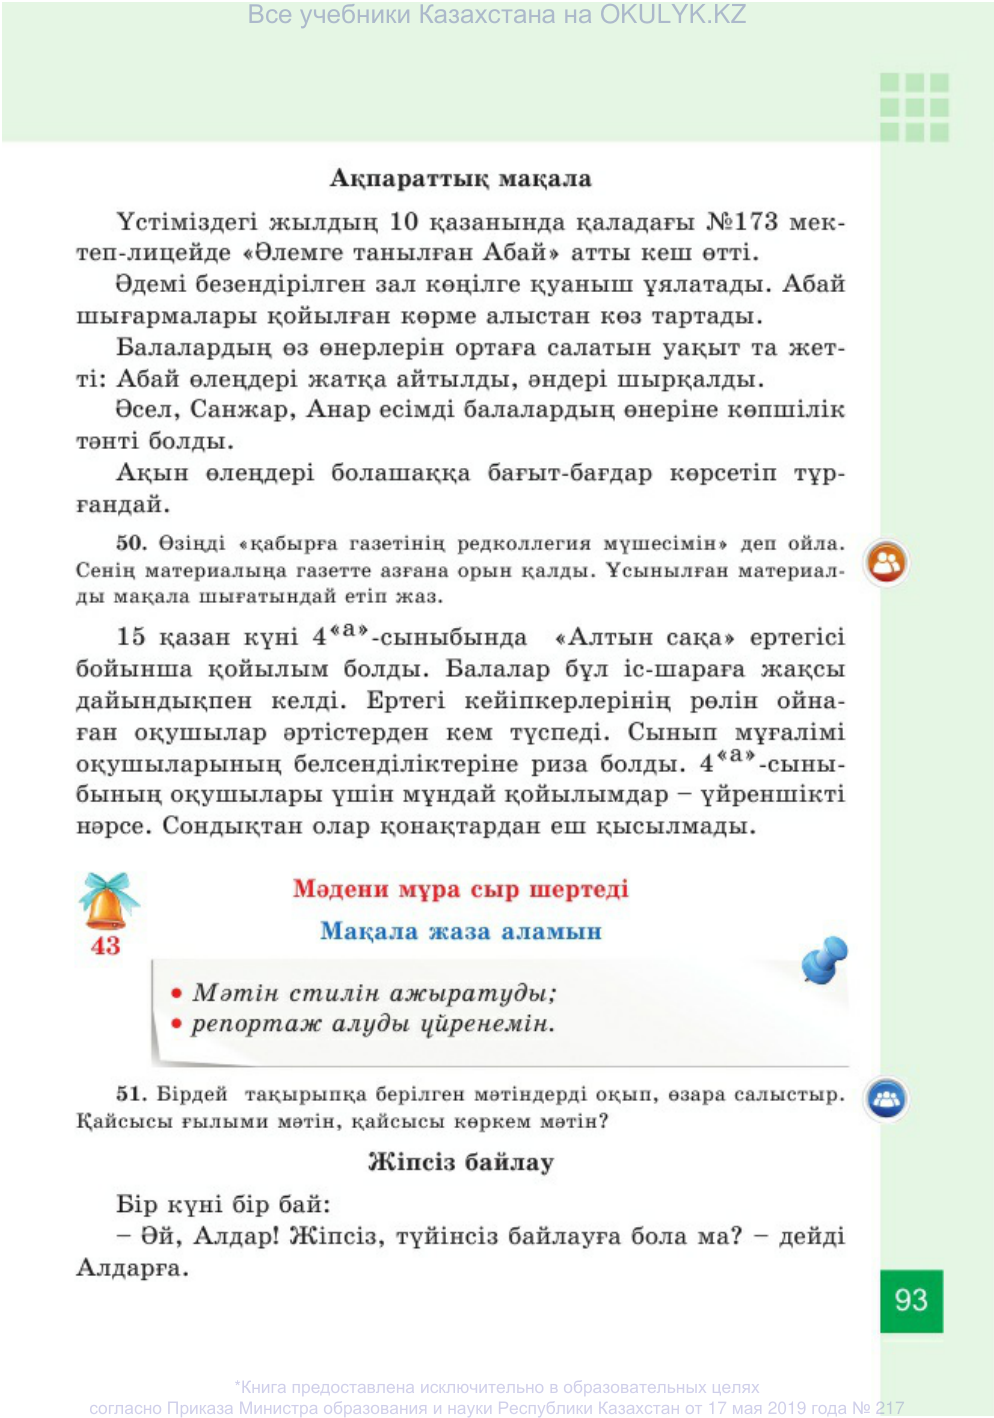 Все учебники Казахстана на OKULYK.KZ
Ақпараттық мақала
Үстіміздегі жылдың 10 қазанында қаладағы №173 мек-
теп-лицейде «Әлемге танылған Абай» атты кеш өтті.
Әдемі безендірілген зал көңілге қуаныш ұялатады. Абай
шығармалары қойылған көрме алыстан көз тартады.
Балалардың өз өнерлерін ортаға салатын уақыт та жет-
ті: Абай өлеңдері жатқа айтылды, әндері шырқалды.
Әсел, Санжар, Анар есімді балалардың өнеріне көпшілік
тәнті болды.
Ақын өлеңдері болашаққа бағыт-бағдар көрсетіп тұр-
ғандай.
50. Өзіңді «қабырға газетінің редколлегия мүшесімін» деп ойла.
Сенің материалыңа газетте азғана орын қалды. Ұсынылған материал-
ды мақала шығатындай етіп жаз.
15 қазан күні 4«а»-сыныбында «Алтын сақа» ертегісі
бойынша қойылым болды. Балалар бұл іс-шараға жақсы
дайындықпен келді. Ертегі кейіпкерлерінің рөлін ойна-
ған оқушылар әртістерден кем түспеді. Сынып мұғалімі
оқушыларының белсенділіктеріне риза болды. 4«а»-сыны-
бының оқушылары үшін мұндай қойылымдар – үйреншікті
нәрсе. Сондықтан олар қонақтардан еш қысылмады.
43
Мәдени мұра сыр шертеді
Мақала жаза аламын
• Мәтін стилін ажыратуды;
• репортаж алуды үйренемін.
51. Бірдей тақырыпқа берілген мәтіндерді оқып, өзара салыстыр.
Қайсысы ғылыми мәтін, қайсысы көркем мәтін?
Жіпсіз байлау
Бір күні бір бай:
– Әй, Алдар! Жіпсіз, түйінсіз байлауға бола ма? – дейді
Алдарға.
93
*Книга предоставлена исключительно в образовательных целях
согласно Приказа Министра образования и науки Республики Казахстан от 17 мая 2019 года № 217